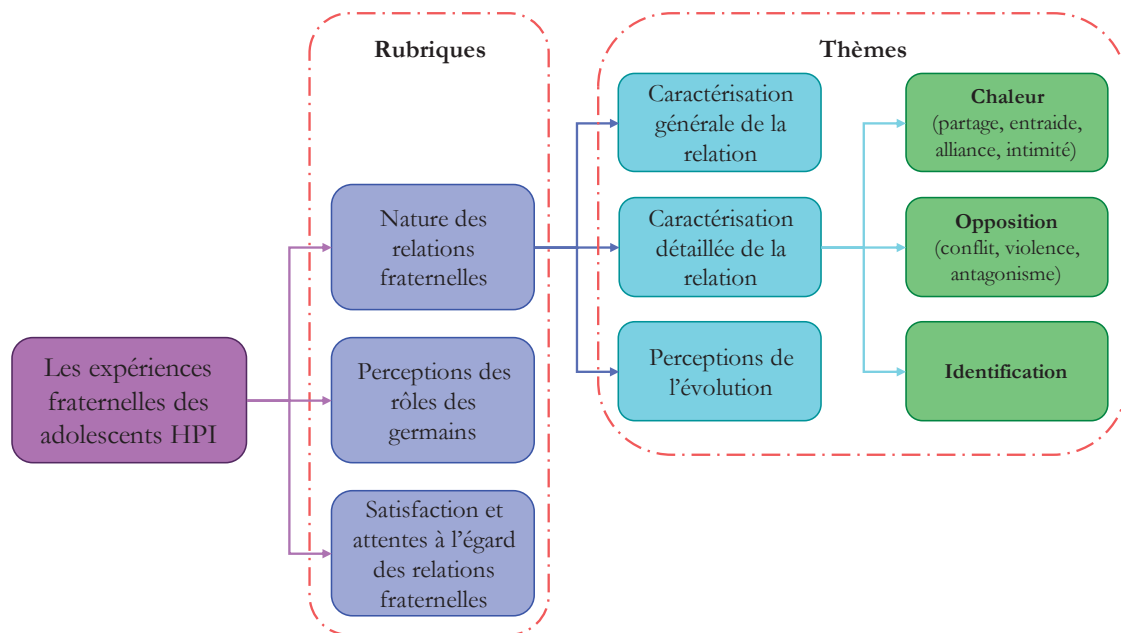 Rubriques
Thèmes
Les expériences
fraternelles des
adolescents HPI
Nature des
relations
fraternelles
Perceptions des
rôles des
germains
Satisfaction et
attentes à l'égard
des relations
fraternelles
Caractérisation
générale de la
relation
Caractérisation
détaillée de la
relation
Perceptions de
l'évolution
Chaleur
(partage, entraide,
alliance, intimité)
Opposition
(conflit, violence,
antagonisme)
Identification